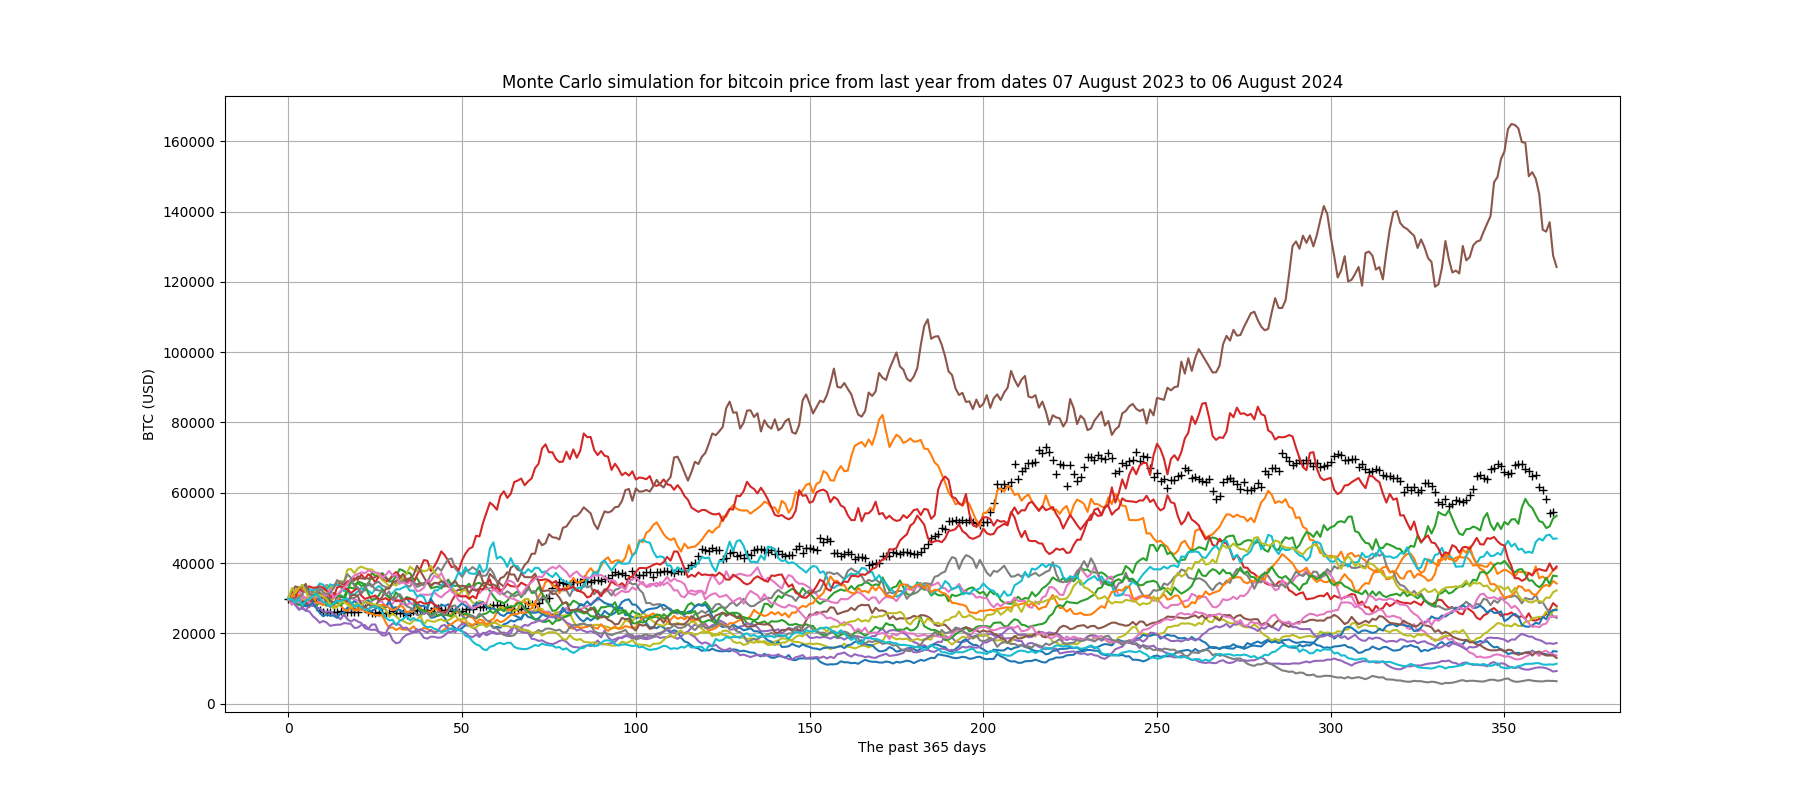 Monte Carlo simulation for bitcoin price from last year from dates 07 August 2023 to 06 August 2024
160000
140000
120000
100000
80000
60000
40000
20000
0
BTC (USD)
0 50 100 150 200 250 300 350
The past 365 days